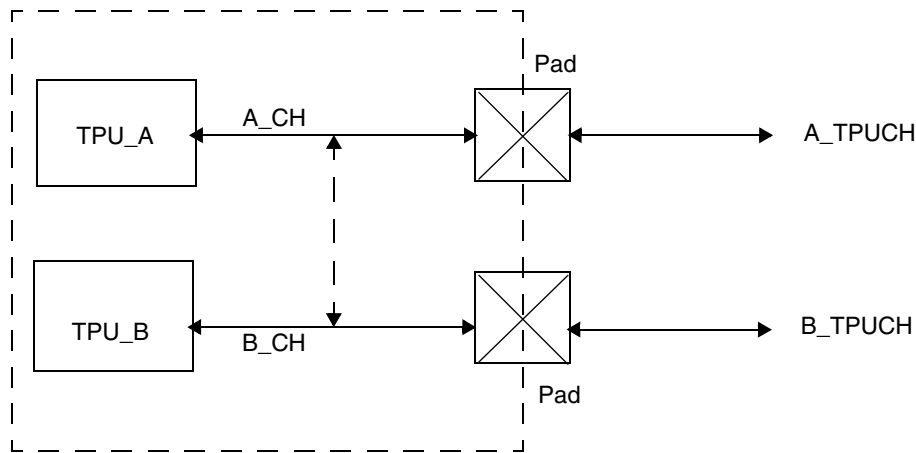 Pad
TPU_A
A_CH
A_TPUCH
TPU_B
B_CH
B_TPUCH
Pad